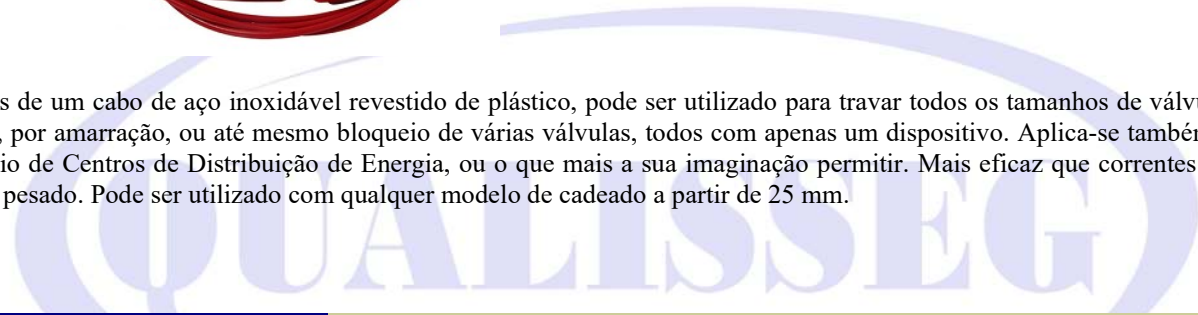 s de um cabo de aço inoxidável revestido de plástico, pode ser utilizado para travar todos os tamanhos de válvu
, por amarração, ou até mesmo bloqueio de várias válvulas, todos com apenas um dispositivo. Aplica-se também
io de Centros de Distribuição de Energia, ou o que mais a sua imaginação permitir. Mais eficaz que correntes
pesado. Pode ser utilizado com qualquer modelo de cadeado a partir de 25 mm.
QUALISSEG